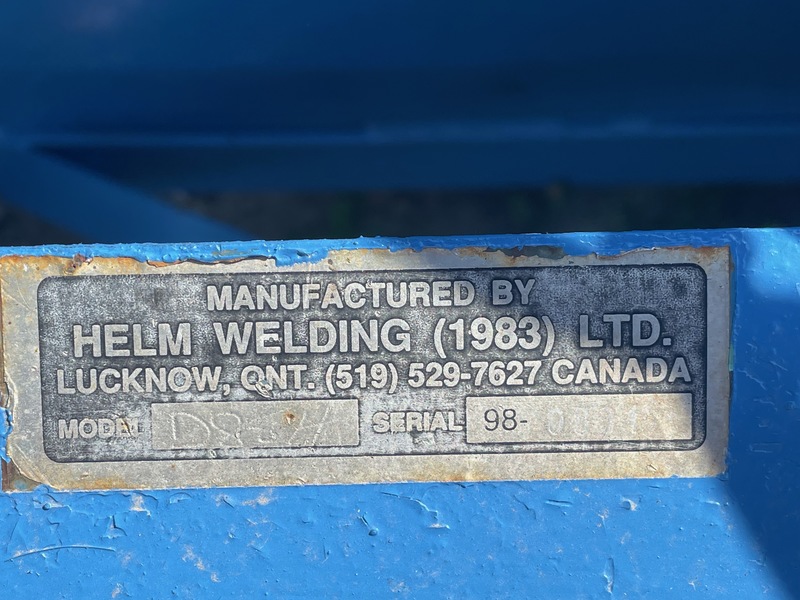 MANUFACTURED BY
HELM WELDING (1983) LTD.
LUCKNOW, ONT. (519) 529-7627 CANADA
MODEL SERIAL 98-